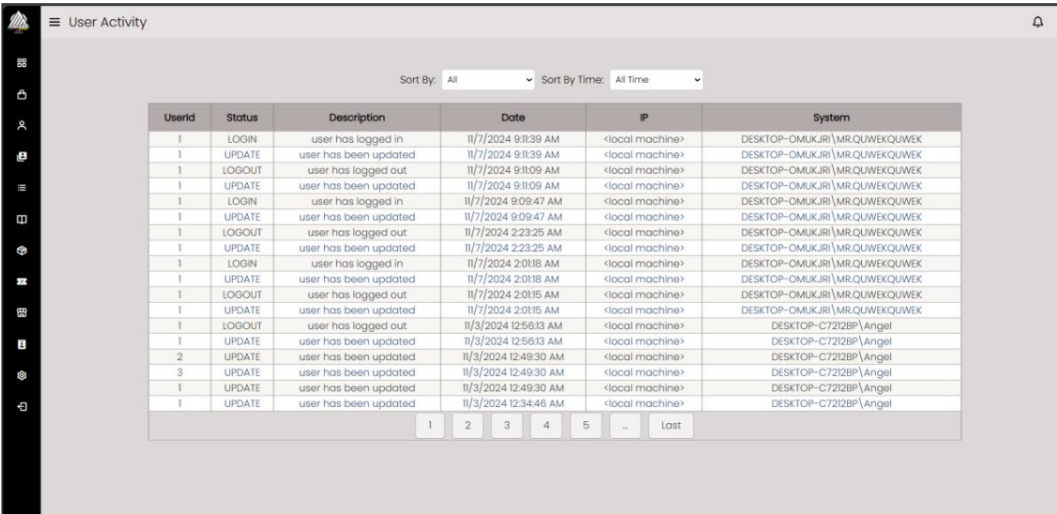 User Activity
Sort By: All Sort By Time: All Time
UserId Status Description Date IP System
1 LOGIN user has logged in 11/7/2024 9:11:39 AM <local machine> DESKTOP-OMUKJRI\MR.QUWEKQUWEK
1 UPDATE user has been updated 11/7/2024 9:11:39 AM <local machine> DESKTOP-OMUKJRI\MR.QUWEKQUWEK
1 LOGOUT user has logged out 11/7/2024 9:11:09 AM <local machine> DESKTOP-OMUKJRI\MR.QUWEKQUWEK
1 UPDATE user has been updated 11/7/2024 9:11:09 AM <local machine> DESKTOP-OMUKJRI\MR.QUWEKQUWEK
1 LOGIN user has logged in 11/7/2024 9:09:47 AM <local machine> DESKTOP-OMUKJRI\MR.QUWEKQUWEK
1 UPDATE user has been updated 11/7/2024 9:09:47 AM <local machine> DESKTOP-OMUKJRI\MR.QUWEKQUWEK
1 LOGOUT user has logged out 11/7/2024 2:23:25 AM <local machine> DESKTOP-OMUKJRI\MR.QUWEKQUWEK
1 UPDATE user has been updated 11/7/2024 2:23:25 AM <local machine> DESKTOP-OMUKJRI\MR.QUWEKQUWEK
1 LOGIN user has logged in 11/7/2024 2:01:18 AM <local machine> DESKTOP-OMUKJRI\MR.QUWEKQUWEK
1 UPDATE user has been updated 11/7/2024 2:01:18 AM <local machine> DESKTOP-OMUKJRI\MR.QUWEKQUWEK
1 LOGOUT user has logged out 11/7/2024 2:01:15 AM <local machine> DESKTOP-OMUKJRI\MR.QUWEKQUWEK
1 UPDATE user has been updated 11/7/2024 2:01:15 AM <local machine> DESKTOP-OMUKJRI\MR.QUWEKQUWEK
1 LOGOUT user has logged out 11/3/2024 12:56:13 AM <local machine> DESKTOP-C7212BP\Angel
1 UPDATE user has been updated 11/3/2024 12:56:13 AM <local machine> DESKTOP-C7212BP\Angel
2 UPDATE user has been updated 11/3/2024 12:49:30 AM <local machine> DESKTOP-C7212BP\Angel
3 UPDATE user has been updated 11/3/2024 12:49:30 AM <local machine> DESKTOP-C7212BP\Angel
1 UPDATE user has been updated 11/3/2024 12:49:30 AM <local machine> DESKTOP-C7212BP\Angel
1 UPDATE user has been updated 11/3/2024 12:34:46 AM <local machine> DESKTOP-C7212BP\Angel
1 2 3 4 5 ... Last